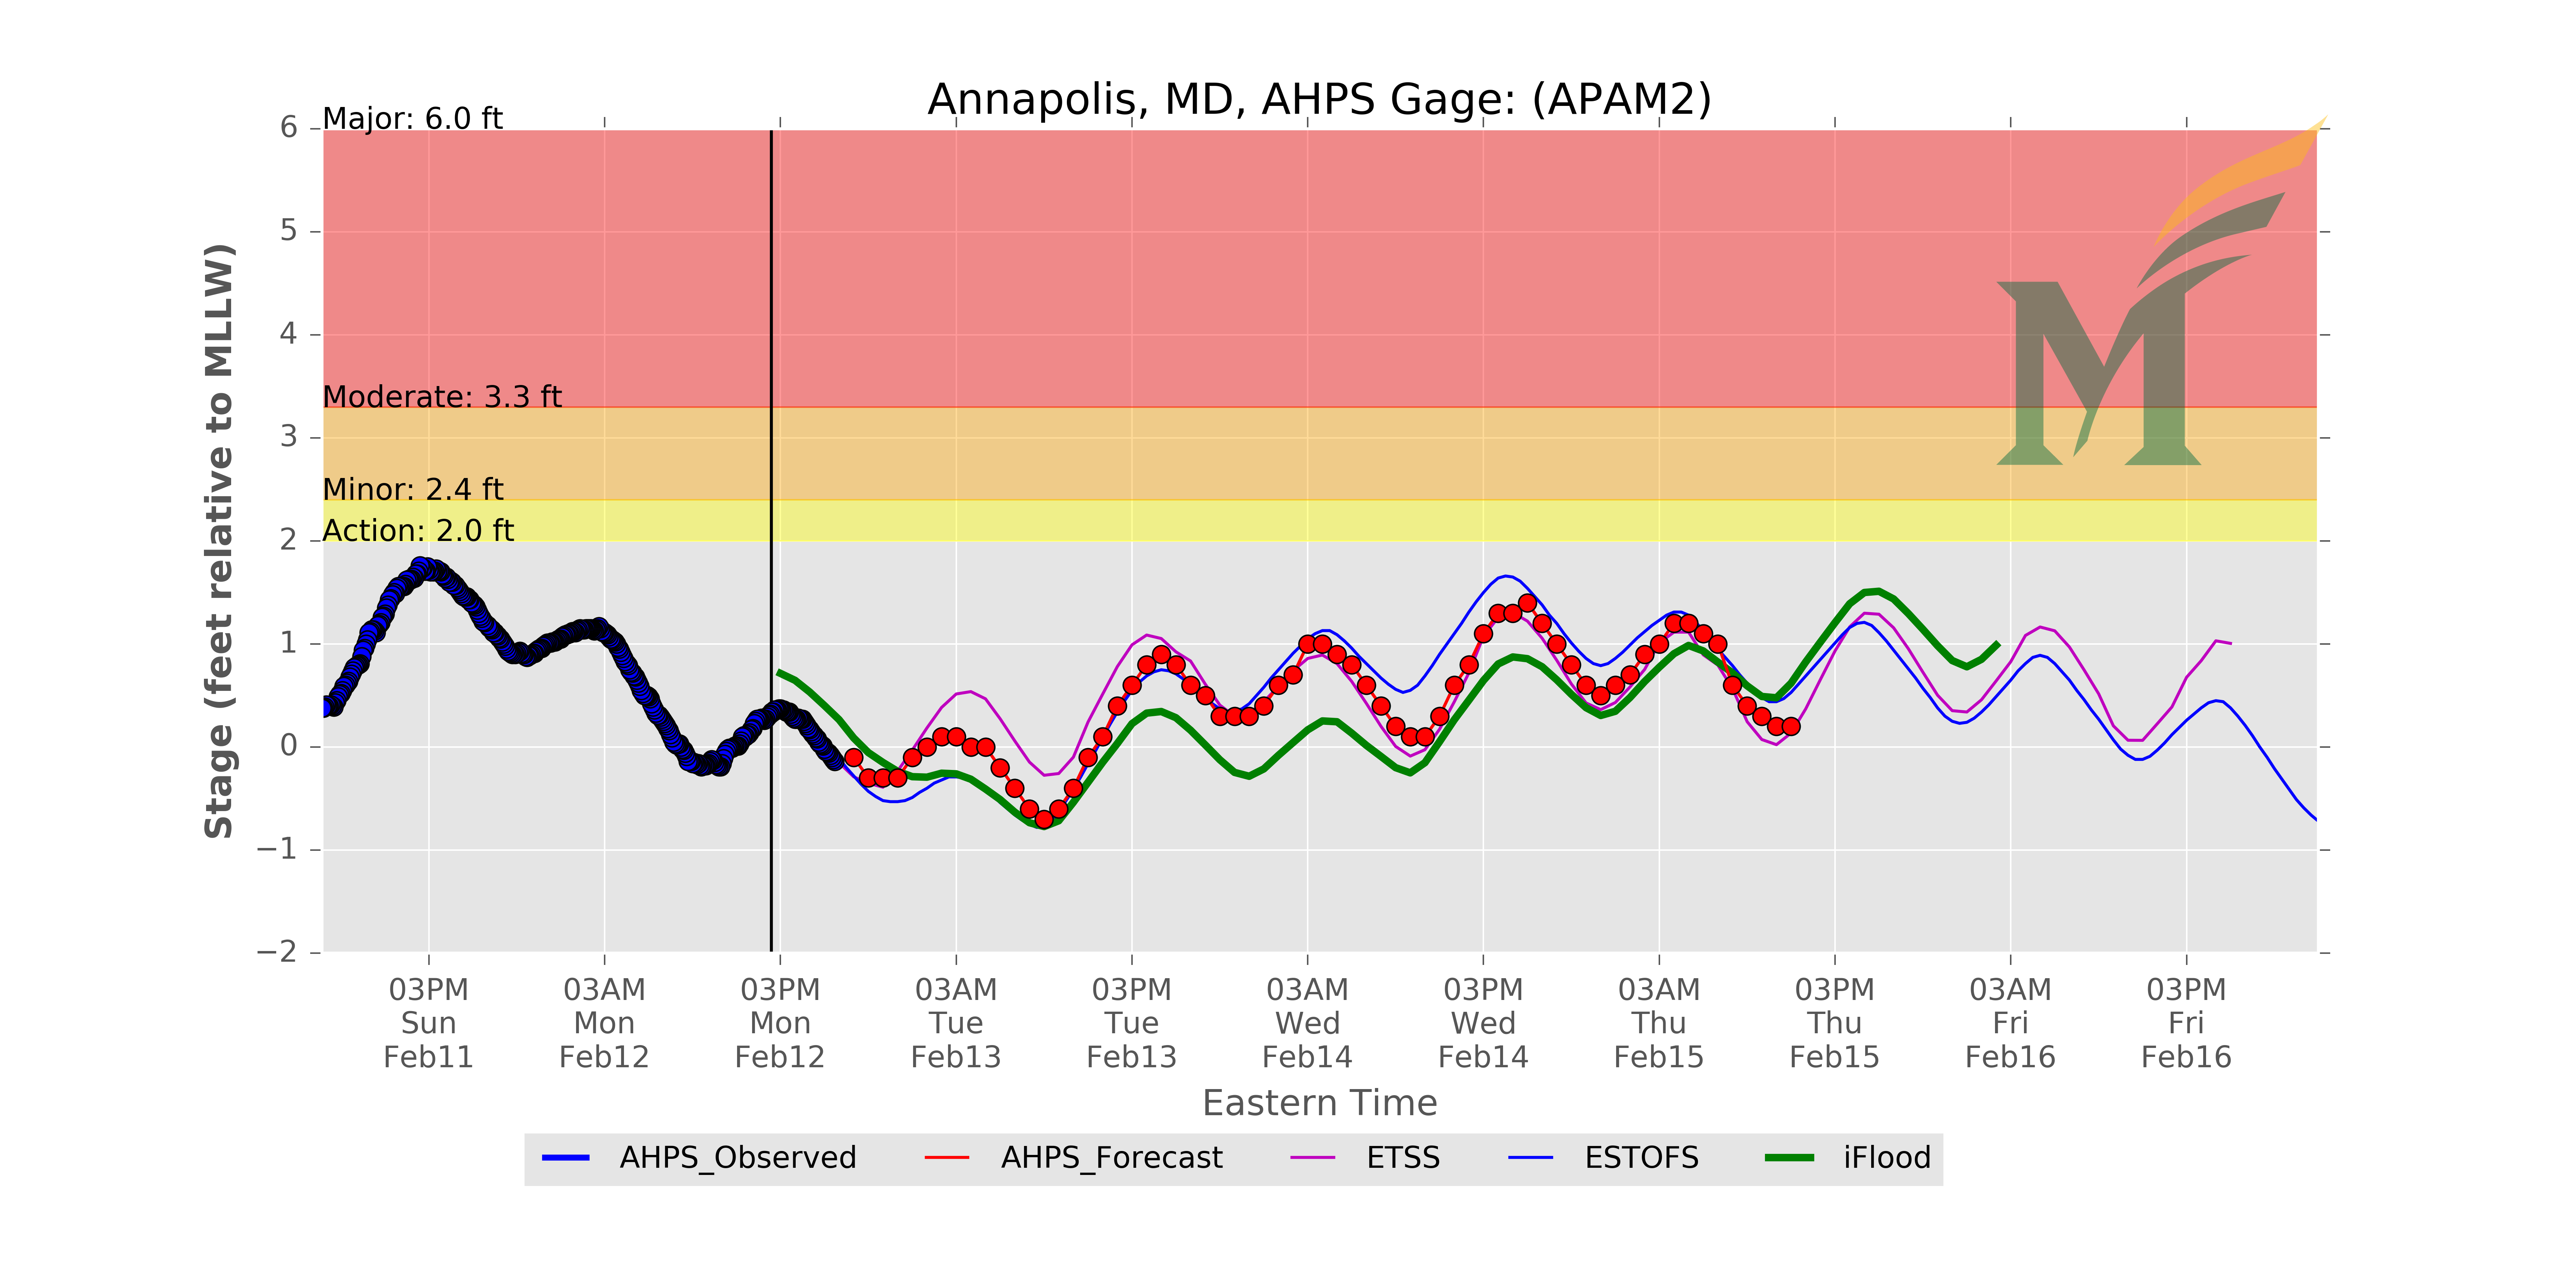 Annapolis, MD, AHPS Gage: (APAM2)
Major: 6.0 ft
Moderate: 3.3 ft
Minor: 2.4 ft
Action: 2.0 ft
Stage (feet relative to MLLW)
6
5
4
3
2
1
0
−1
−2
03PM Sun Feb11
03AM Mon Feb12
03PM Mon Feb12
03AM Tue Feb13
03PM Tue Feb13
03AM Wed Feb14
03PM Wed Feb14
03AM Thu Feb15
03PM Thu Feb15
03AM Fri Feb16
03PM Fri Feb16
Eastern Time
AHPS_Observed
AHPS_Forecast
ETSS
ESTOFS
iFlood
M